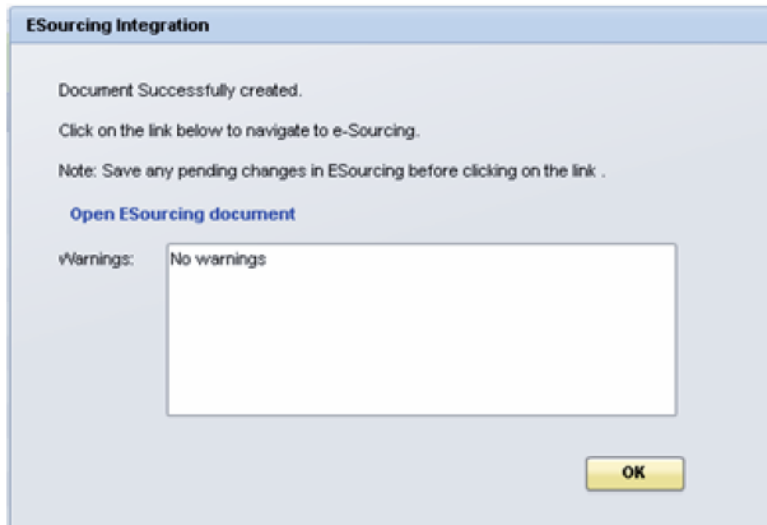 ESourcing Integration
Document Successfully created.
Click on the link below to navigate to e-Sourcing.
Note: Save any pending changes in ESourcing before clicking on the link .
Open ESourcing document
Warnings: No warnings
OK